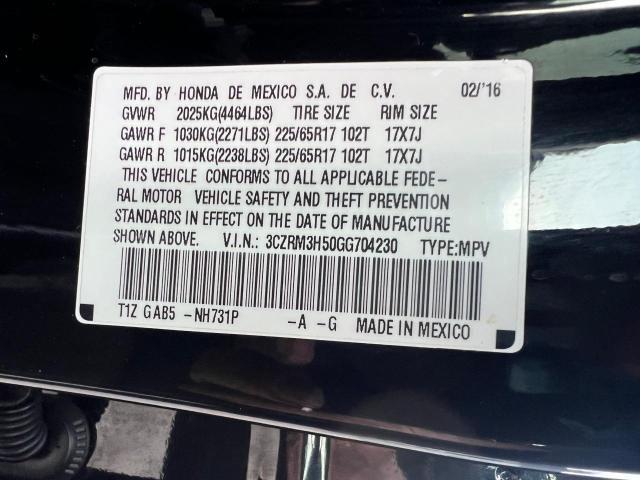 MFD. BY HONDA DE MEXICO S.A. DE C.V. 02/'16
GVWR 2025KG(4464LBS) TIRE SIZE RIM SIZE
GAWR F 1030KG(2271LBS) 225/65R17 102T 17X7J
GAWR R 1015KG(2238LBS) 225/65R17 102T 17X7J
THIS VEHICLE CONFORMS TO ALL APPLICABLE FEDE-
RAL MOTOR VEHICLE SAFETY AND THEFT PREVENTION
STANDARDS IN EFFECT ON THE DATE OF MANUFACTURE
SHOWN ABOVE. V.I.N.: 3CZRM3H50GG704230 TYPE:MPV
T1Z GAB5 -NH731P -A -G MADE IN MEXICO